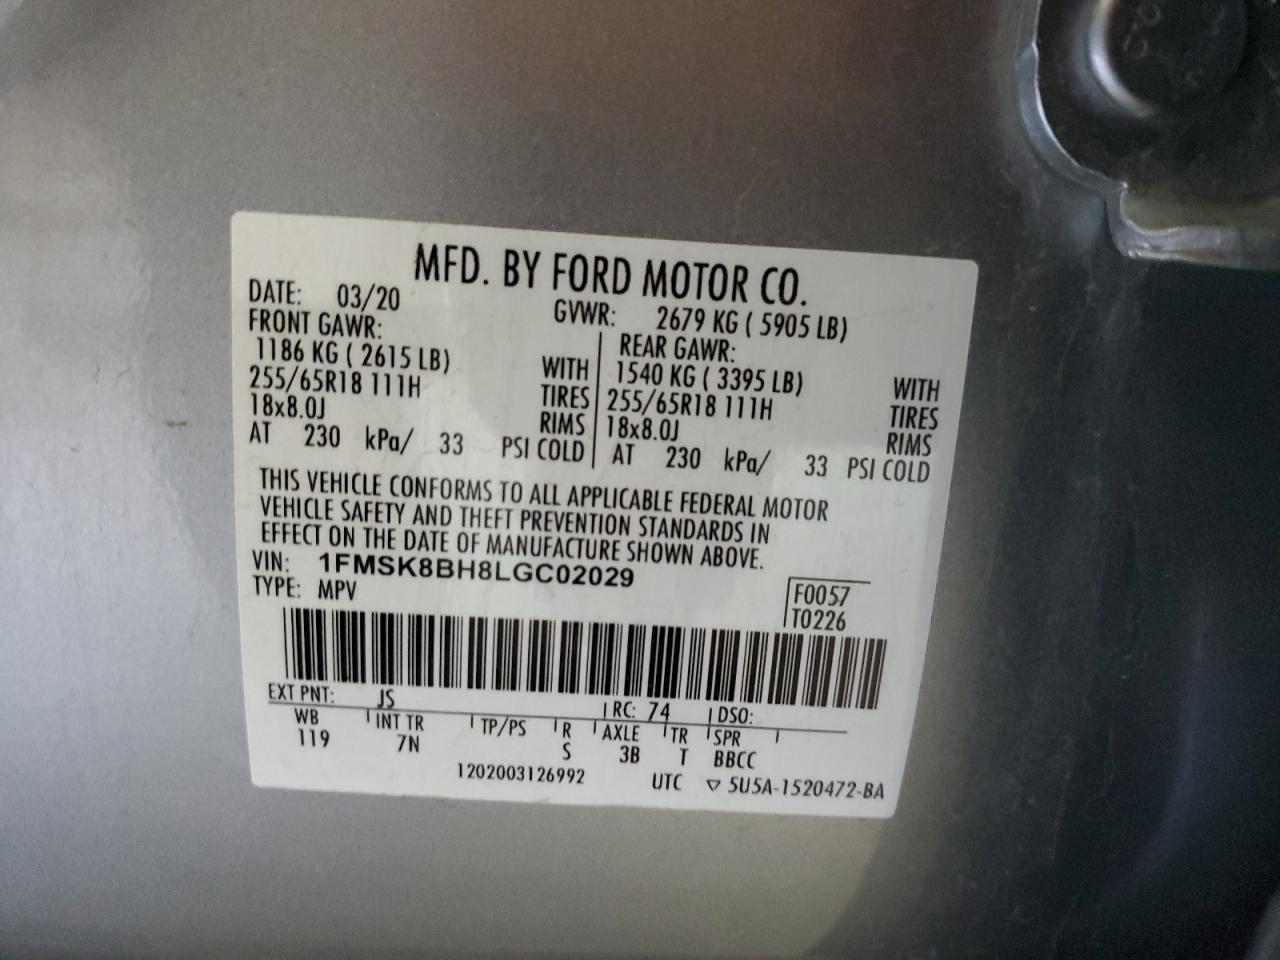 MFD. BY FORD MOTOR CO.
DATE: 03/20 GVWR: 2679 KG ( 5905 LB)
FRONT GAWR: REAR GAWR:
1186 KG ( 2615 LB) WITH 1540 KG ( 3395 LB) WITH
255/65R18 111H TIRES 255/65R18 111H TIRES
18x8.0J RIMS 18x8.0J RIMS
AT 230 kPa/ 33 PSI COLD AT 230 kPa/ 33 PSI COLD
THIS VEHICLE CONFORMS TO ALL APPLICABLE FEDERAL MOTOR
VEHICLE SAFETY AND THEFT PREVENTION STANDARDS IN
EFFECT ON THE DATE OF MANUFACTURE SHOWN ABOVE.
VIN: 1FMSK8BH8LGC02029
TYPE: MPV
F0057
T0226
EXT PNT: JS RC: 74 DSO:
WB INT TR TP/PS R AXLE TR SPR
119 7N S 3B T BBCC
1202003126992 UTC ▽ 5U5A-1520472-BA